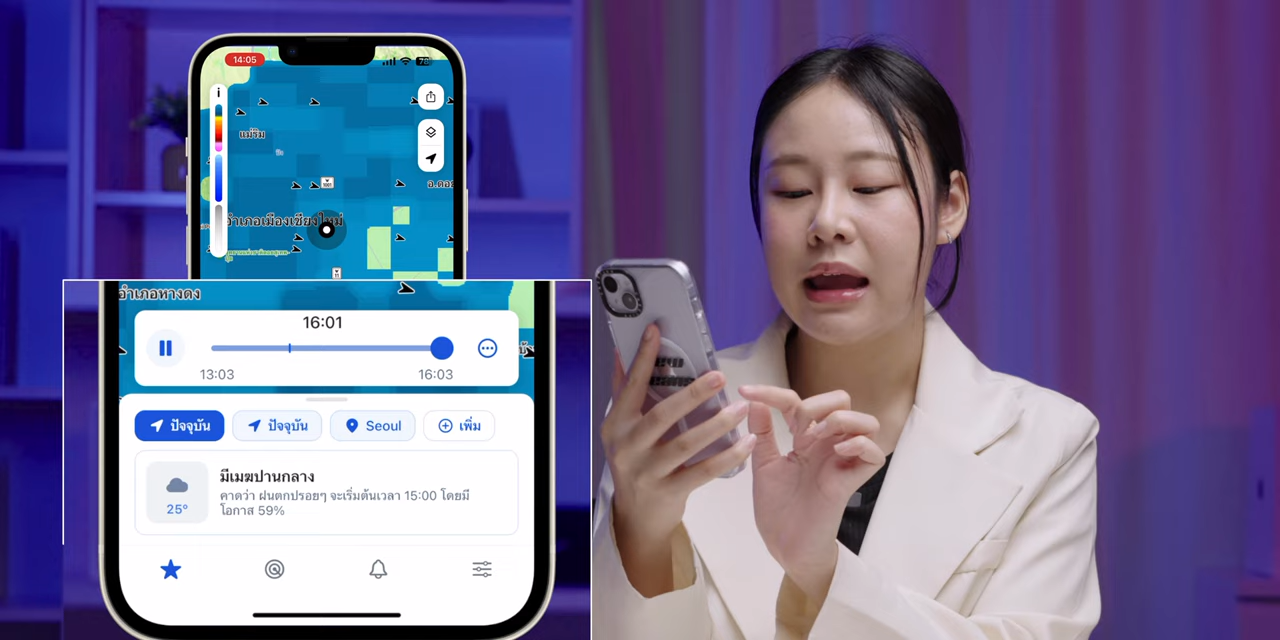 14:05
76
i
แม่ริม
1001
อ.ดอ
อำเภอเมืองเชียงใหม่
11
อำเภอหางดง
16:01
13:03
16:03
ปัจจุบัน
ปัจจุบัน
Seoul
เพิ่ม
มีเมฆปานกลาง
คาดว่า ฝนตกปรอยๆ จะเริ่มต้นเวลา 15:00 โดยมี
โอกาส 59%
25°